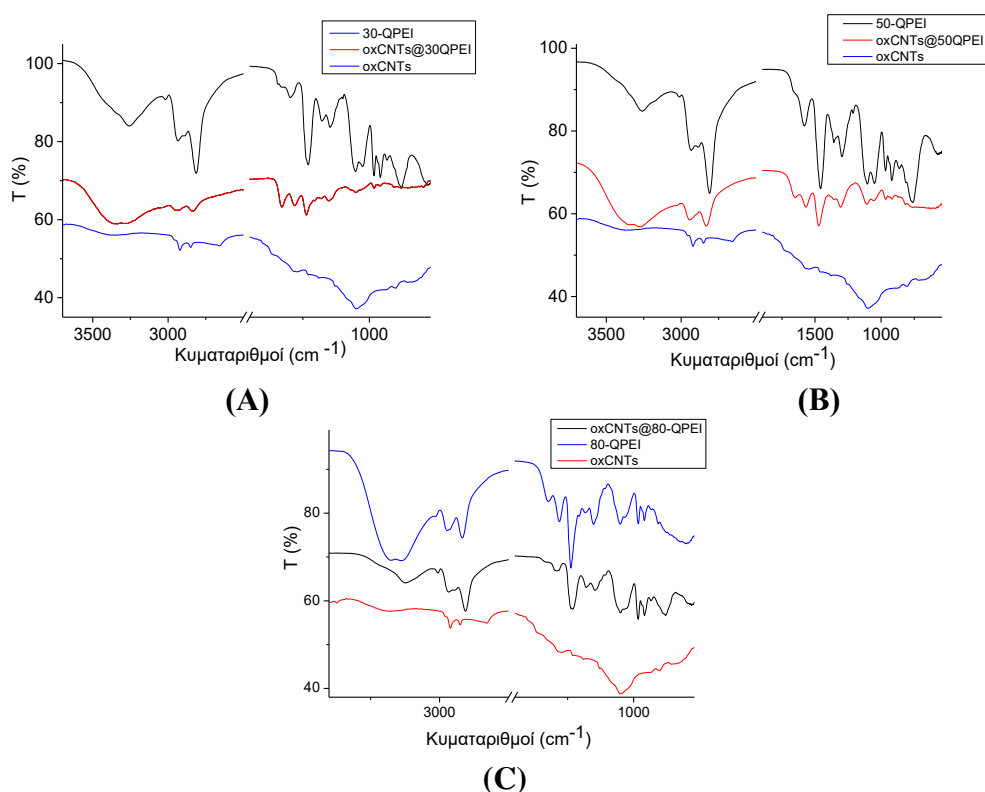 30-QPEI
oxCNTs@30QPEI
oxCNTs
100
80
60
40
T (%)
3500
3000
1000
Κυματαριθμοί (cm -1)
(A)
50-QPEI
oxCNTs@50QPEI
oxCNTs
100
80
60
40
T (%)
3500
3000
1500
1000
Κυματαριθμοί (cm-1)
(B)
oxCNTs@80-QPEI
80-QPEI
oxCNTs
80
60
40
T (%)
3000
1000
Κυματαριθμοί (cm-1)
(C)